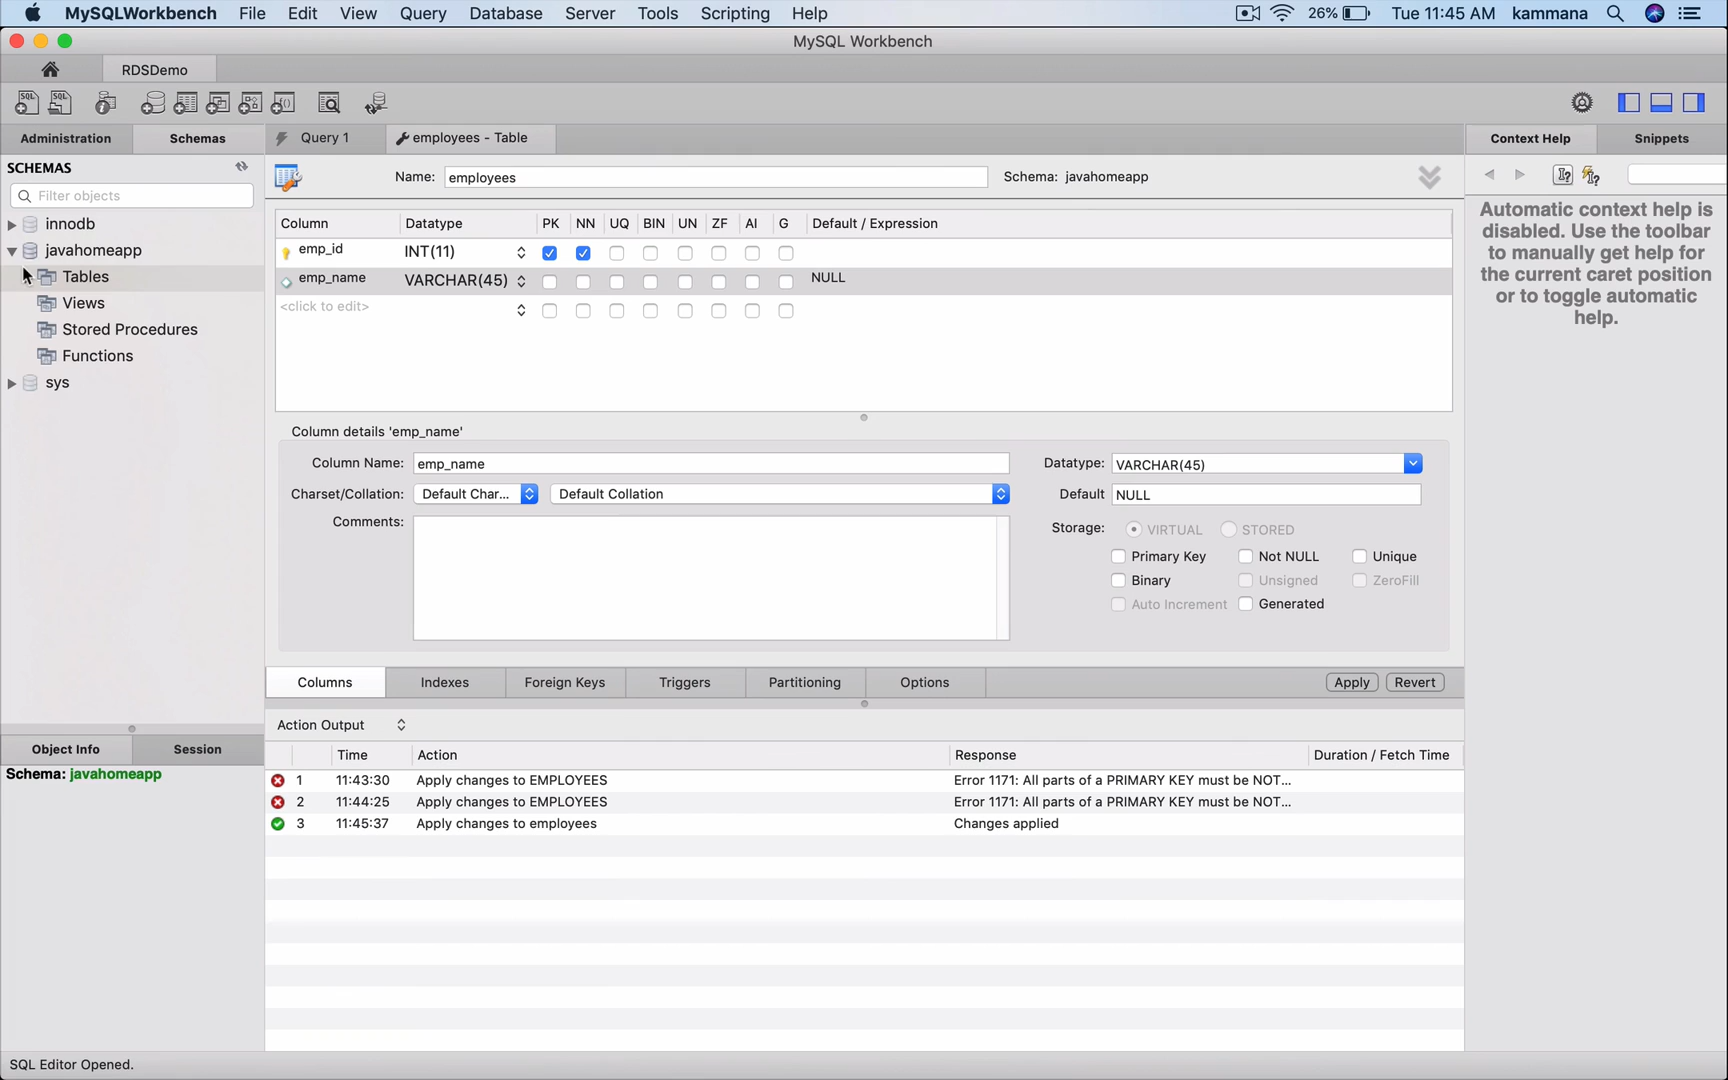 MySQLWorkbench File Edit View Query Database Server Tools Scripting Help 26% Tue 11:45 AM kammana
MySQL Workbench
RDSDemo
SQL SQL
Administration Schemas Query 1 employees - Table Context Help Snippets
SCHEMAS
Filter objects
innodb
javahomeapp
Tables
Views
Stored Procedures
Functions
sys
Name: employees Schema: javahomeapp
Column Datatype PK NN UQ BIN UN ZF AI G Default / Expression
emp_id INT(11)
emp_name VARCHAR(45) NULL
<click to edit>
Column details 'emp_name'
Column Name: emp_name Datatype: VARCHAR(45)
Charset/Collation: Default Char... Default Collation Default NULL
Comments: Storage: VIRTUAL STORED
Primary Key Not NULL Unique
Binary Unsigned ZeroFill
Auto Increment Generated
Columns Indexes Foreign Keys Triggers Partitioning Options Apply Revert
Automatic context help is
disabled. Use the toolbar
to manually get help for
the current caret position
or to toggle automatic
help.
Object Info Session
Schema: javahomeapp
Action Output
Time Action Response Duration / Fetch Time
1 11:43:30 Apply changes to EMPLOYEES Error 1171: All parts of a PRIMARY KEY must be NOT...
2 11:44:25 Apply changes to EMPLOYEES Error 1171: All parts of a PRIMARY KEY must be NOT...
3 11:45:37 Apply changes to employees Changes applied
SQL Editor Opened.